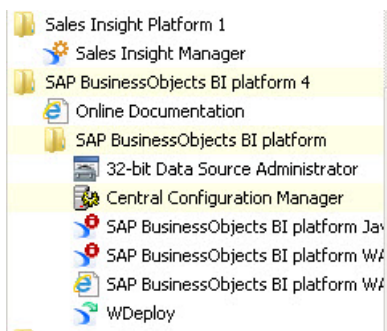 Sales Insight Platform 1
Sales Insight Manager
SAP BusinessObjects BI platform 4
Online Documentation
SAP BusinessObjects BI platform
32-bit Data Source Administrator
Central Configuration Manager
SAP BusinessObjects BI platform Jav
SAP BusinessObjects BI platform WA
SAP BusinessObjects BI platform WA
WDeploy